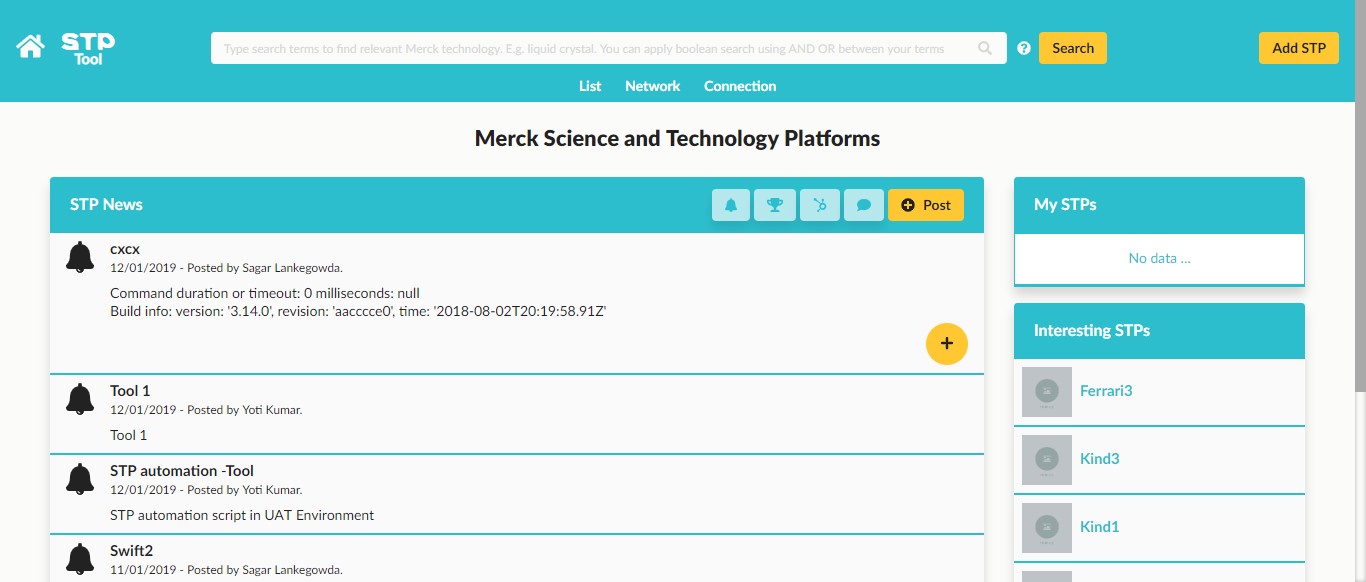 STP
Tool
Type search terms to find relevant Merck technology. E.g. liquid crystal. You can apply boolean search using AND OR between your terms
Search
Add STP
List Network Connection
Merck Science and Technology Platforms
STP News
Post
My STPs
No data ...
cxcx
12/01/2019 - Posted by Sagar Lankegowda.
Command duration or timeout: 0 milliseconds: null
Build info: version: '3.14.0', revision: 'aacccce0', time: '2018-08-02T20:19:58.91Z'
Tool 1
12/01/2019 - Posted by Yoti Kumar.
Tool 1
STP automation -Tool
12/01/2019 - Posted by Yoti Kumar.
STP automation script in UAT Environment
Swift2
11/01/2019 - Posted by Sagar Lankegowda.
Interesting STPs
Ferrari3
Kind3
Kind1